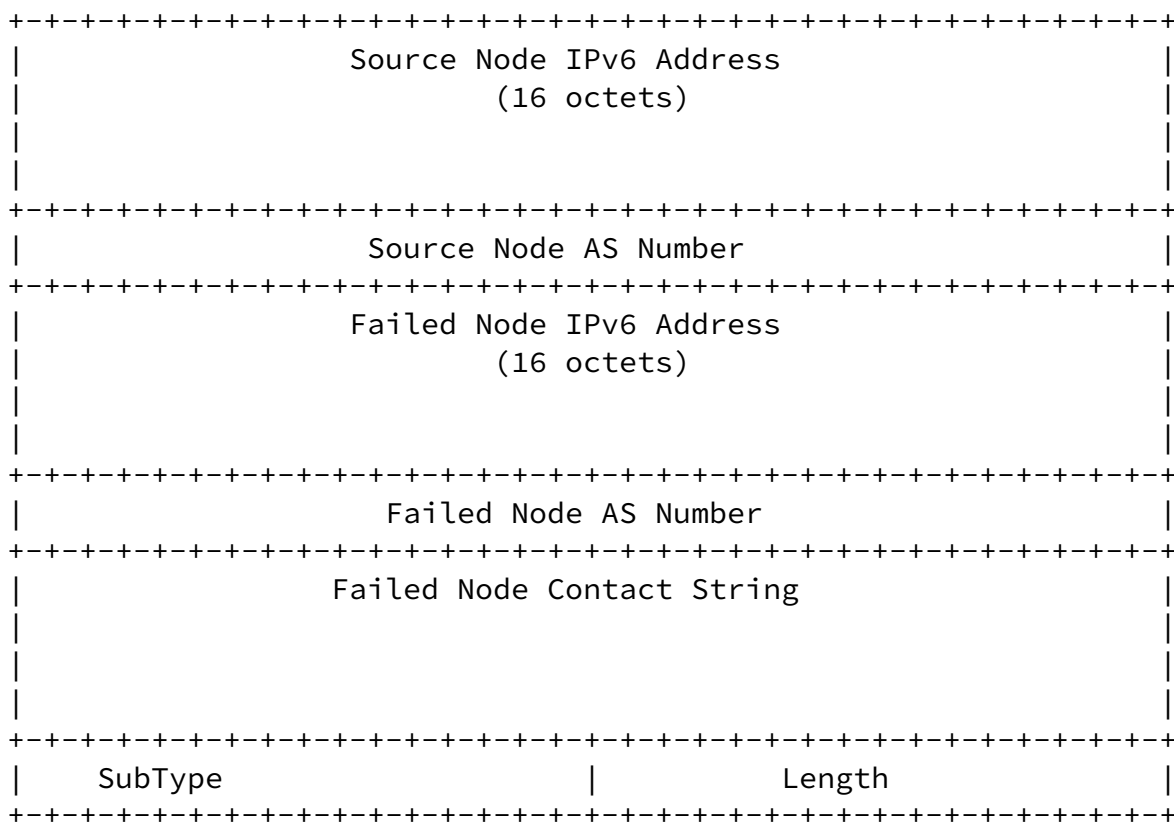 +-+-+-+-+-+-+-+-+-+-+-+-+-+-+-+-+-+-+-+-+-+-+-+-+-+-+-+-+-+-+-+-+
|                  Source Node IPv6 Address                     |
|                          (16 octets)                          |
|                                                               |
|                                                               |
+-+-+-+-+-+-+-+-+-+-+-+-+-+-+-+-+-+-+-+-+-+-+-+-+-+-+-+-+-+-+-+-+
|                   Source Node AS Number                       |
+-+-+-+-+-+-+-+-+-+-+-+-+-+-+-+-+-+-+-+-+-+-+-+-+-+-+-+-+-+-+-+-+
|                  Failed Node IPv6 Address                     |
|                          (16 octets)                          |
|                                                               |
|                                                               |
+-+-+-+-+-+-+-+-+-+-+-+-+-+-+-+-+-+-+-+-+-+-+-+-+-+-+-+-+-+-+-+-+
|                    Failed Node AS Number                      |
+-+-+-+-+-+-+-+-+-+-+-+-+-+-+-+-+-+-+-+-+-+-+-+-+-+-+-+-+-+-+-+-+
|                 Failed Node Contact String                    |
|                                                               |
|                                                               |
|                                                               |
+-+-+-+-+-+-+-+-+-+-+-+-+-+-+-+-+-+-+-+-+-+-+-+-+-+-+-+-+-+-+-+-+
|    SubType                    |          Length               |
+-+-+-+-+-+-+-+-+-+-+-+-+-+-+-+-+-+-+-+-+-+-+-+-+-+-+-+-+-+-+-+-+